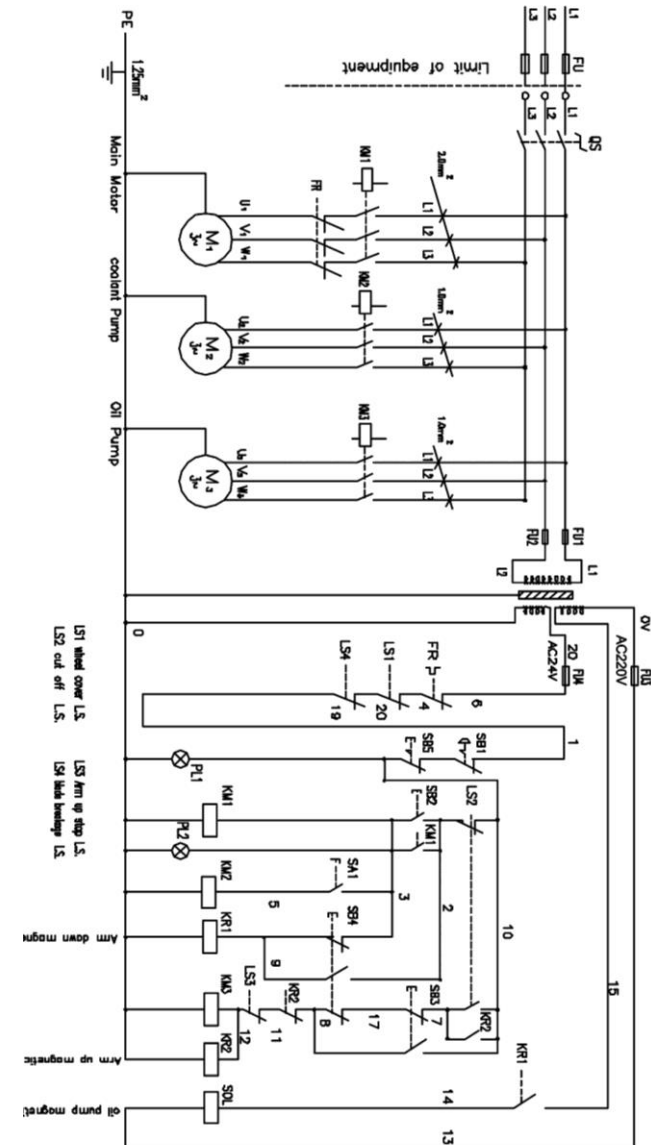 L3 L2 L1
PE
FU
1.25mm²
Limit of equipment
L3 L2 L1
QS
Main Motor
KM1
2.0mm²
FR
U₁
V₁
W₁
M₁
3~
L1
L2
L3
coolant Pump
KM2
1.0mm²
U₂
V₂
W₂
M₂
3~
L1
L2
L3
Oil Pump
KM3
1.0mm²
U₃
V₃
M₃
3~
L1
L2
L3
FU2
FU1
L2
L1
0
0V
AC220V
FU3
20
AC24V
FU4
LS1 wheel cover L.S.
LS2 cut off L.S.
LS3 Arm up stop L.S.
LS4 blade breakage L.S.
LS4
LS1
FR
19
20
4
6
1
PL1
SB5
SB1
KM1
SB2
LS2
PL2
KM1
KM2
SA1
5
3
2
10
KR1
SB4
Arm down magne
9
15
KM3
LS3
KR2
SB3
12
11
8
17
7
KR2
KR2
Arm up magnetic
KR1
SOL
oil pump magnet
14
13